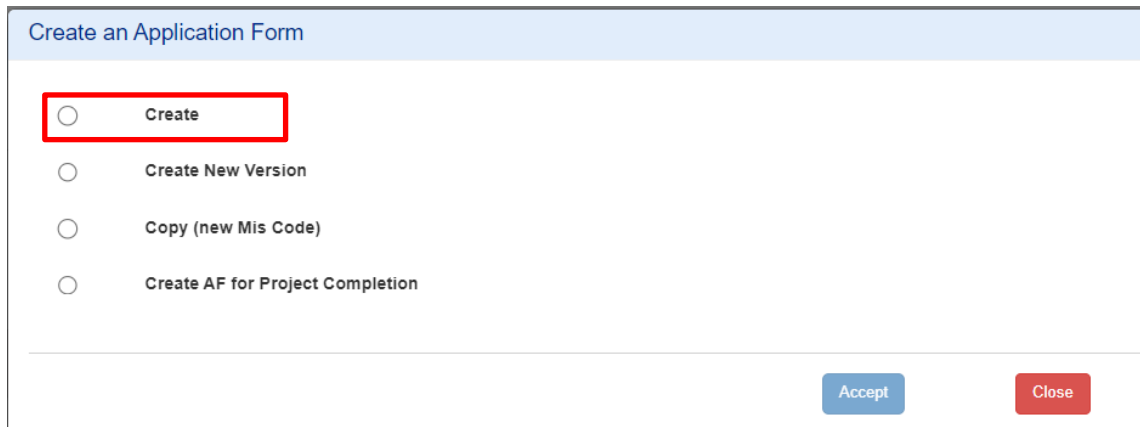 Create an Application Form
Create
Create New Version
Copy (new Mis Code)
Create AF for Project Completion
Accept Close